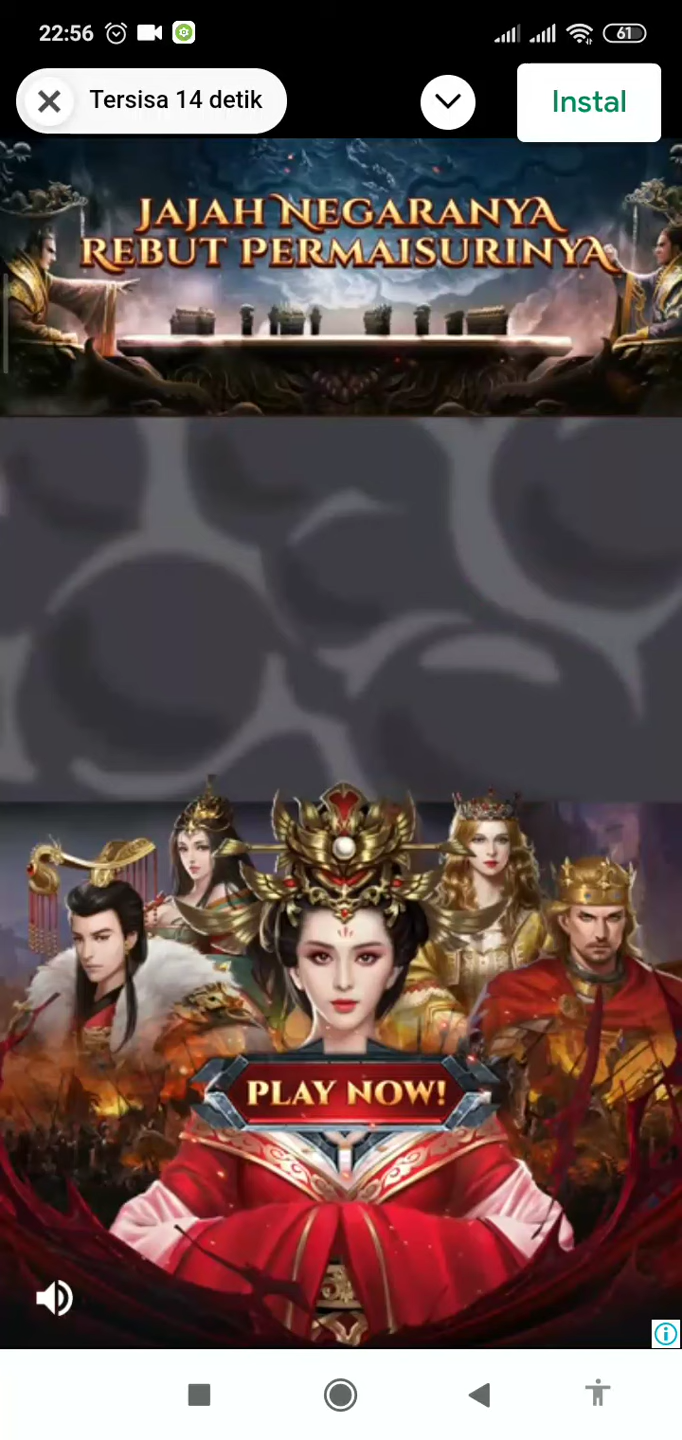 22:56
61
Tersisa 14 detik
Instal
JAJAH NEGARANYA
REBUT PERMAISURINYA
PLAY NOW!